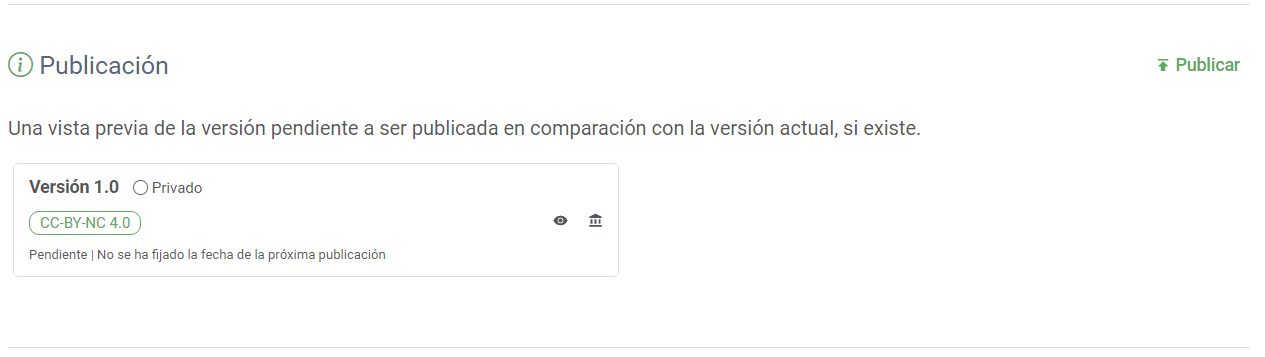 Publicación
Publicar
Una vista previa de la versión pendiente a ser publicada en comparación con la versión actual, si existe.
Versión 1.0 Privado
CC-BY-NC 4.0
Pendiente | No se ha fijado la fecha de la próxima publicación